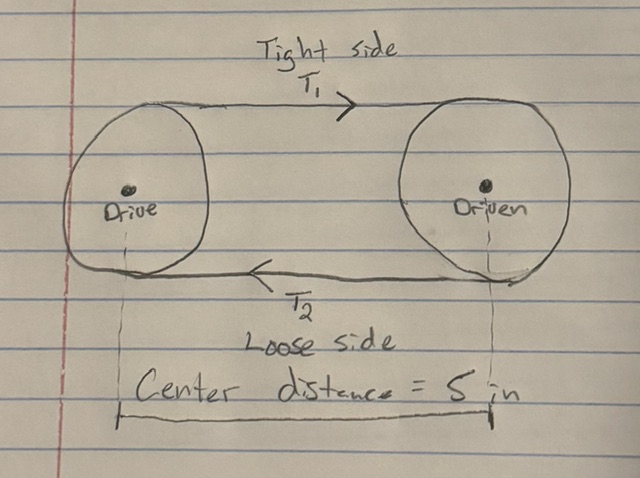 Tight side
T1
Drive
Driven
T2
Loose side
Center distance = 5 in